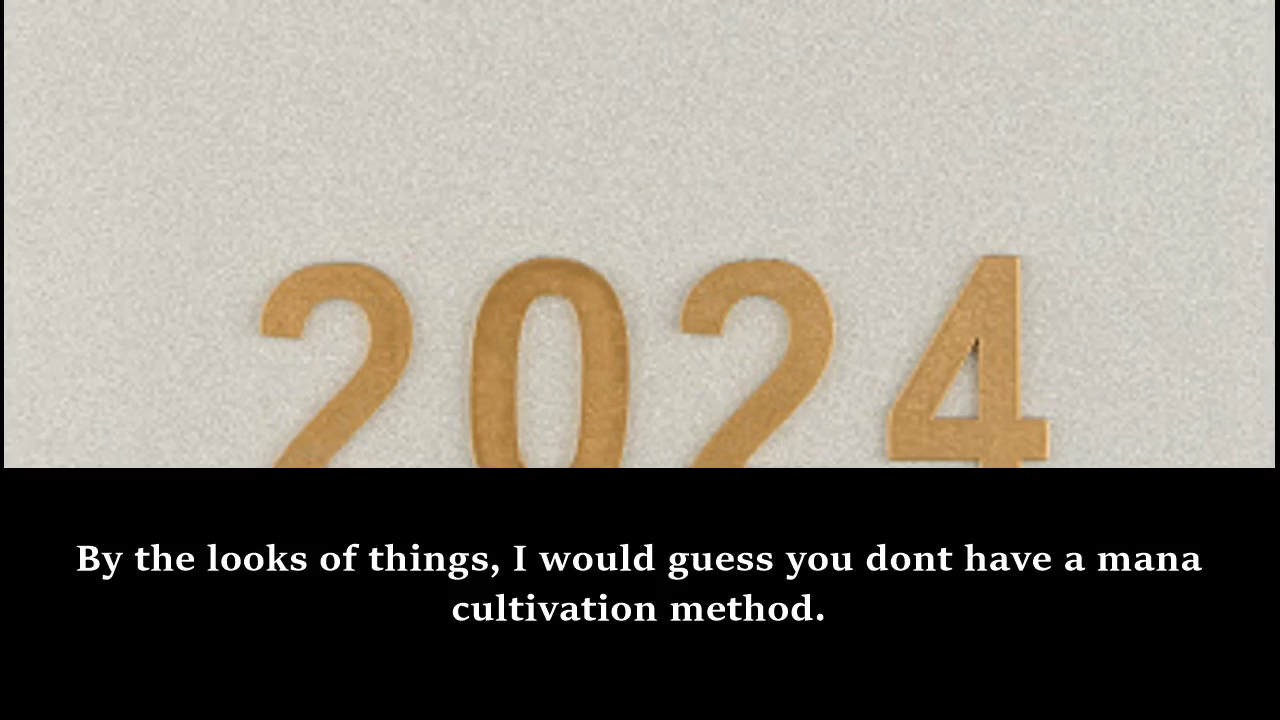 2024
By the looks of things, I would guess you dont have a mana
cultivation method.